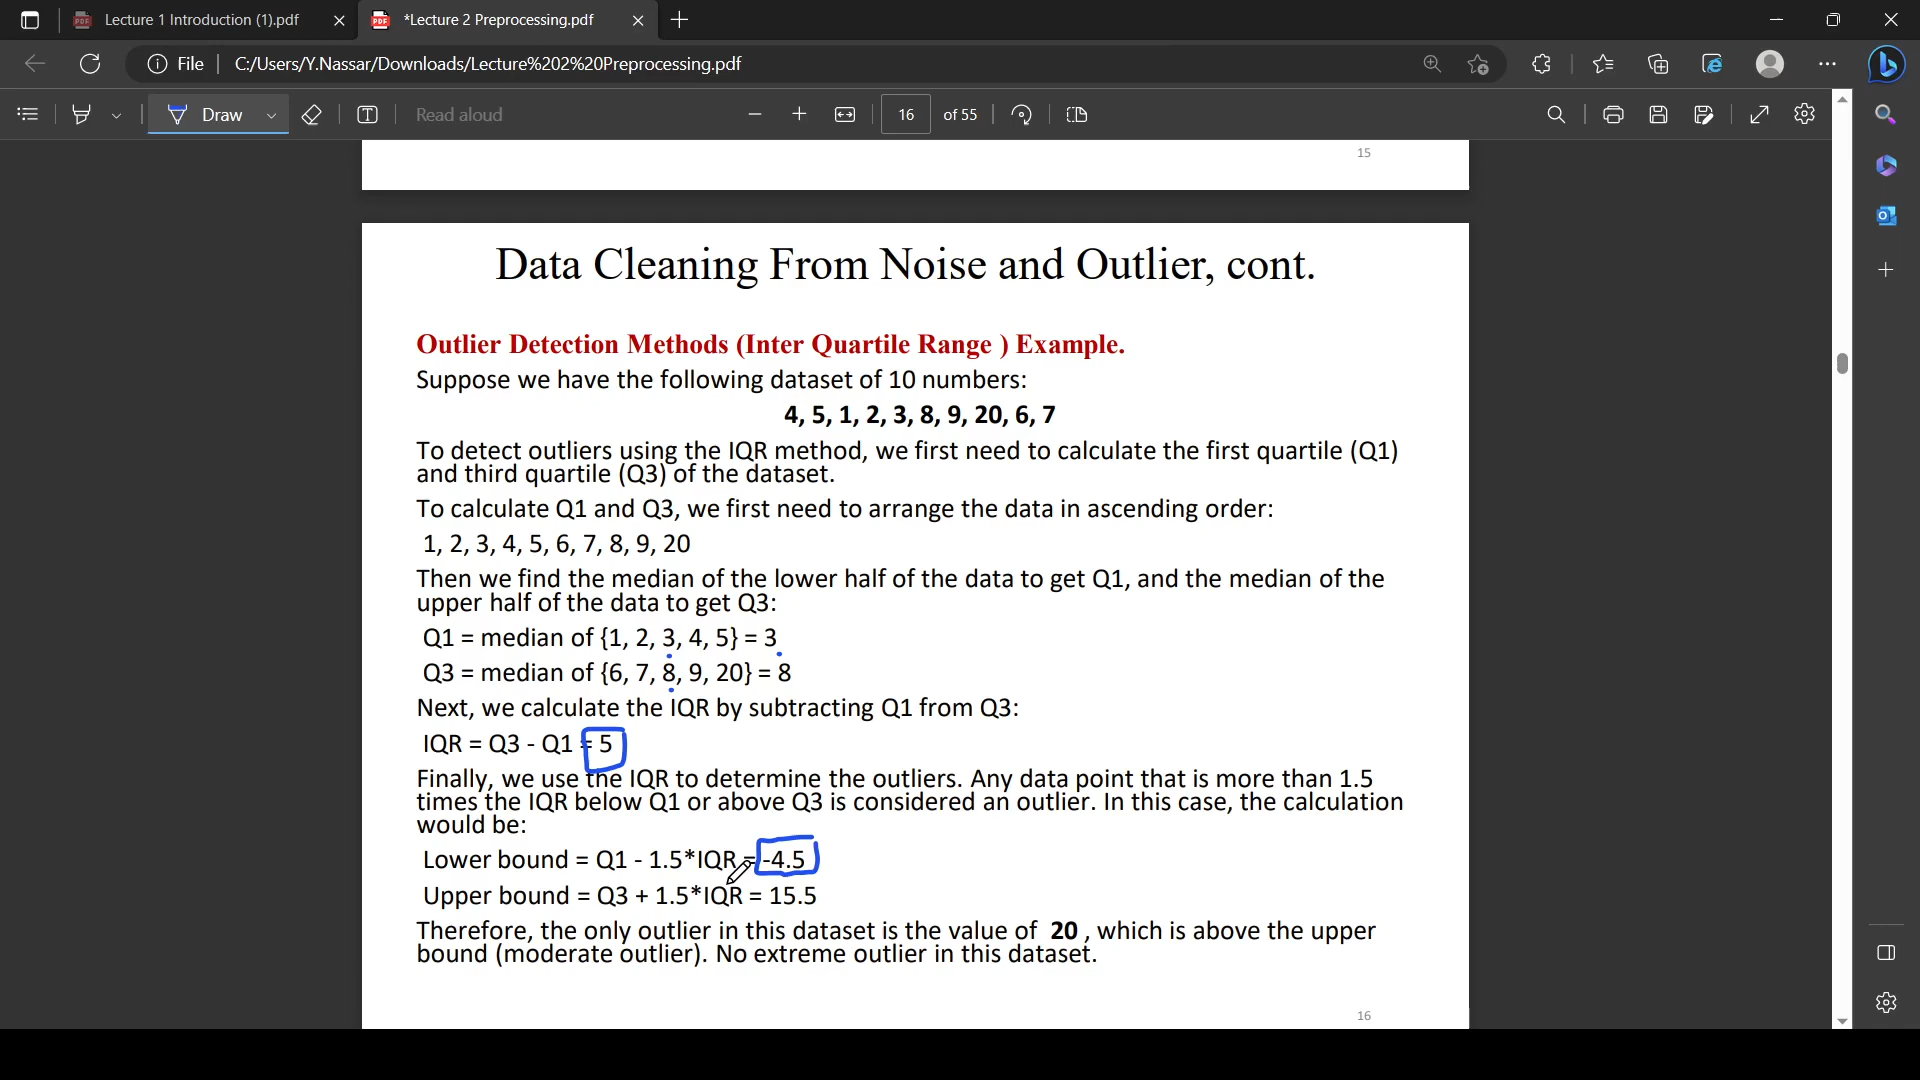 Lecture 1 Introduction (1).pdf
*Lecture 2 Preprocessing.pdf
File
C:/Users/Y.Nassar/Downloads/Lecture%202%20Preprocessing.pdf
Draw
Read aloud
16
of 55
15
Data Cleaning From Noise and Outlier, cont.
Outlier Detection Methods (Inter Quartile Range ) Example.
Suppose we have the following dataset of 10 numbers:
4, 5, 1, 2, 3, 8, 9, 20, 6, 7
To detect outliers using the IQR method, we first need to calculate the first quartile (Q1)
and third quartile (Q3) of the dataset.
To calculate Q1 and Q3, we first need to arrange the data in ascending order:
1, 2, 3, 4, 5, 6, 7, 8, 9, 20
Then we find the median of the lower half of the data to get Q1, and the median of the
upper half of the data to get Q3:
Q1 = median of {1, 2, 3, 4, 5} = 3
Q3 = median of {6, 7, 8, 9, 20} = 8
Next, we calculate the IQR by subtracting Q1 from Q3:
IQR = Q3 - Q1 = 5
Finally, we use the IQR to determine the outliers. Any data point that is more than 1.5
times the IQR below Q1 or above Q3 is considered an outlier. In this case, the calculation
would be:
Lower bound = Q1 - 1.5*IQR = -4.5
Upper bound = Q3 + 1.5*IQR = 15.5
Therefore, the only outlier in this dataset is the value of 20 , which is above the upper
bound (moderate outlier). No extreme outlier in this dataset.
16